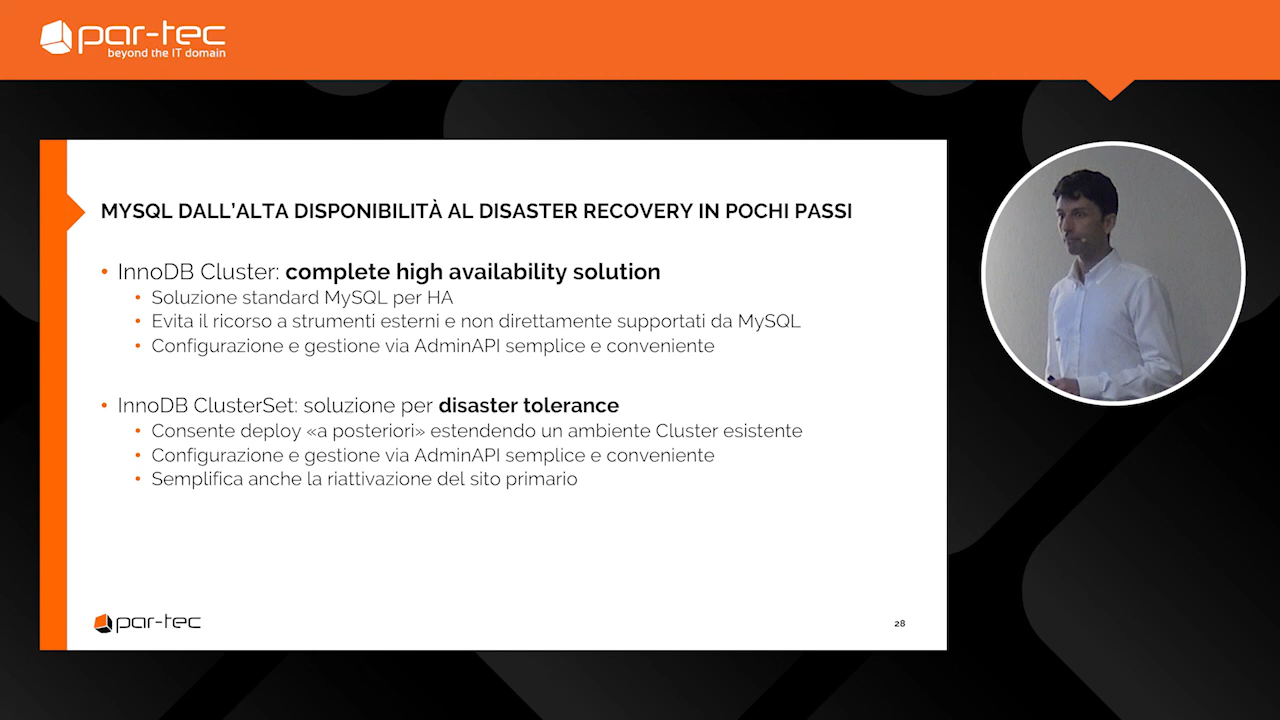 par-tec
beyond the IT domain
MYSQL DALL'ALTA DISPONIBILITÀ AL DISASTER RECOVERY IN POCHI PASSI
• InnoDB Cluster: complete high availability solution
• Soluzione standard MySQL per HA
• Evita il ricorso a strumenti esterni e non direttamente supportati da MySQL
• Configurazione e gestione via AdminAPI semplice e conveniente
• InnoDB ClusterSet: soluzione per disaster tolerance
• Consente deploy «a posteriori» estendendo un ambiente Cluster esistente
• Configurazione e gestione via AdminAPI semplice e conveniente
• Semplifica anche la riattivazione del sito primario
par-tec
28